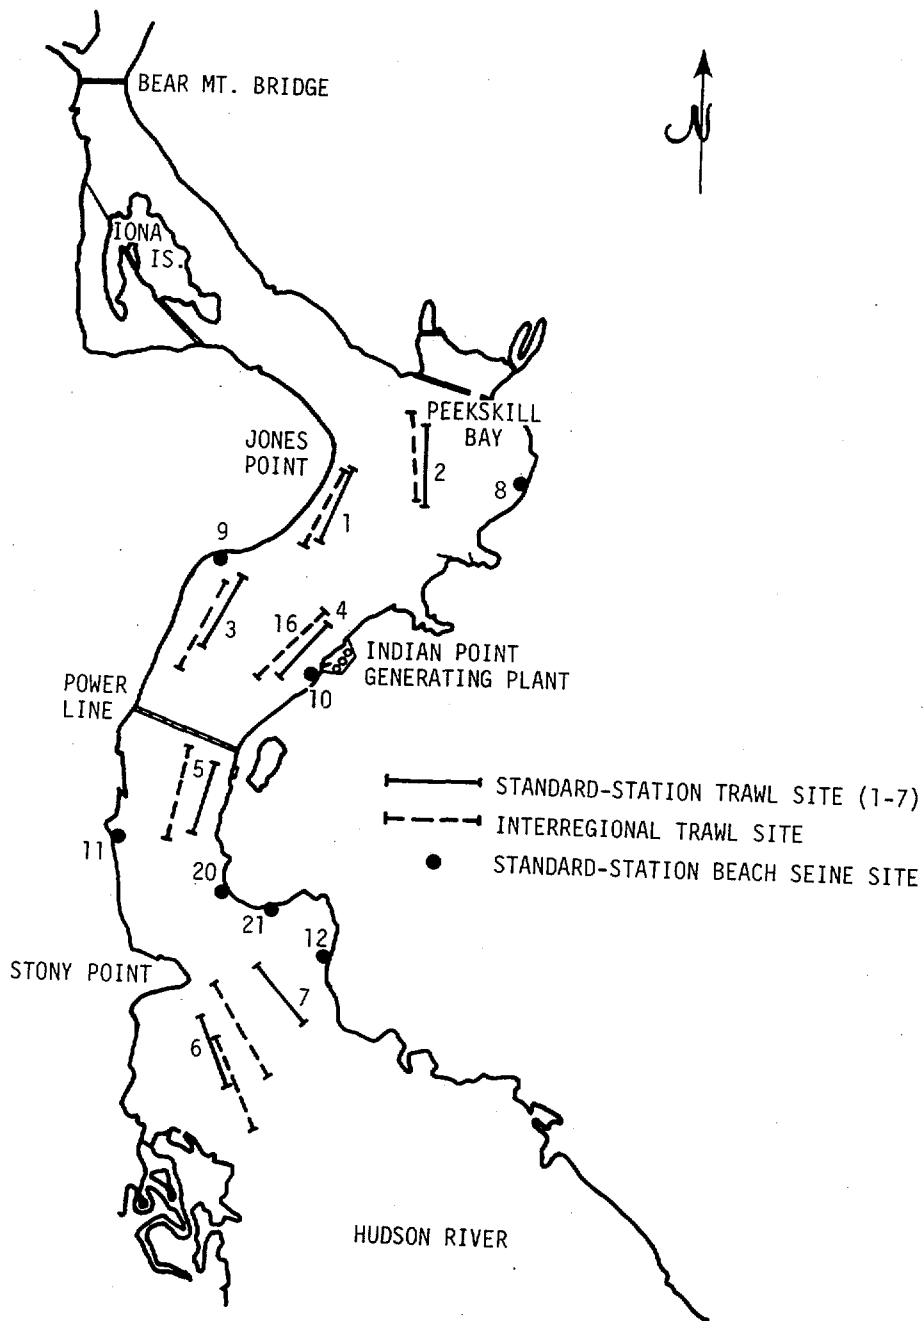 BEAR MT. BRIDGE
N
IONA
IS.
PEEKSKILL
BAY
JONES
POINT
2
8
1
9
4
16
3
INDIAN POINT
GENERATING PLANT
10
POWER
LINE
5
STANDARD-STATION TRAWL SITE (1-7)
INTERREGIONAL TRAWL SITE
11
STANDARD-STATION BEACH SEINE SITE
20
21
12
STONY POINT
7
6
HUDSON RIVER